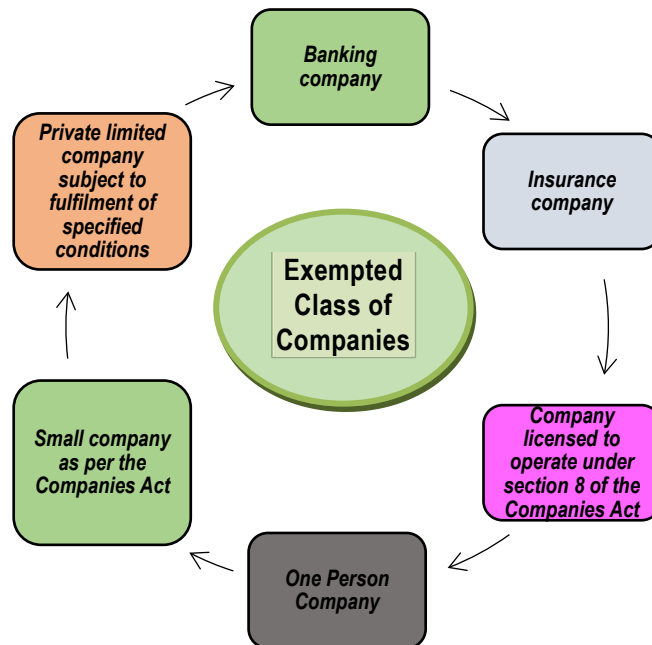 Banking
company
Insurance
company
Company
licensed to
operate under
section 8 of the
Companies Act
One Person
Company
Small company
as per the
Companies Act
Private limited
company
subject to
fulfilment of
specified
conditions
Exempted
Class of
Companies